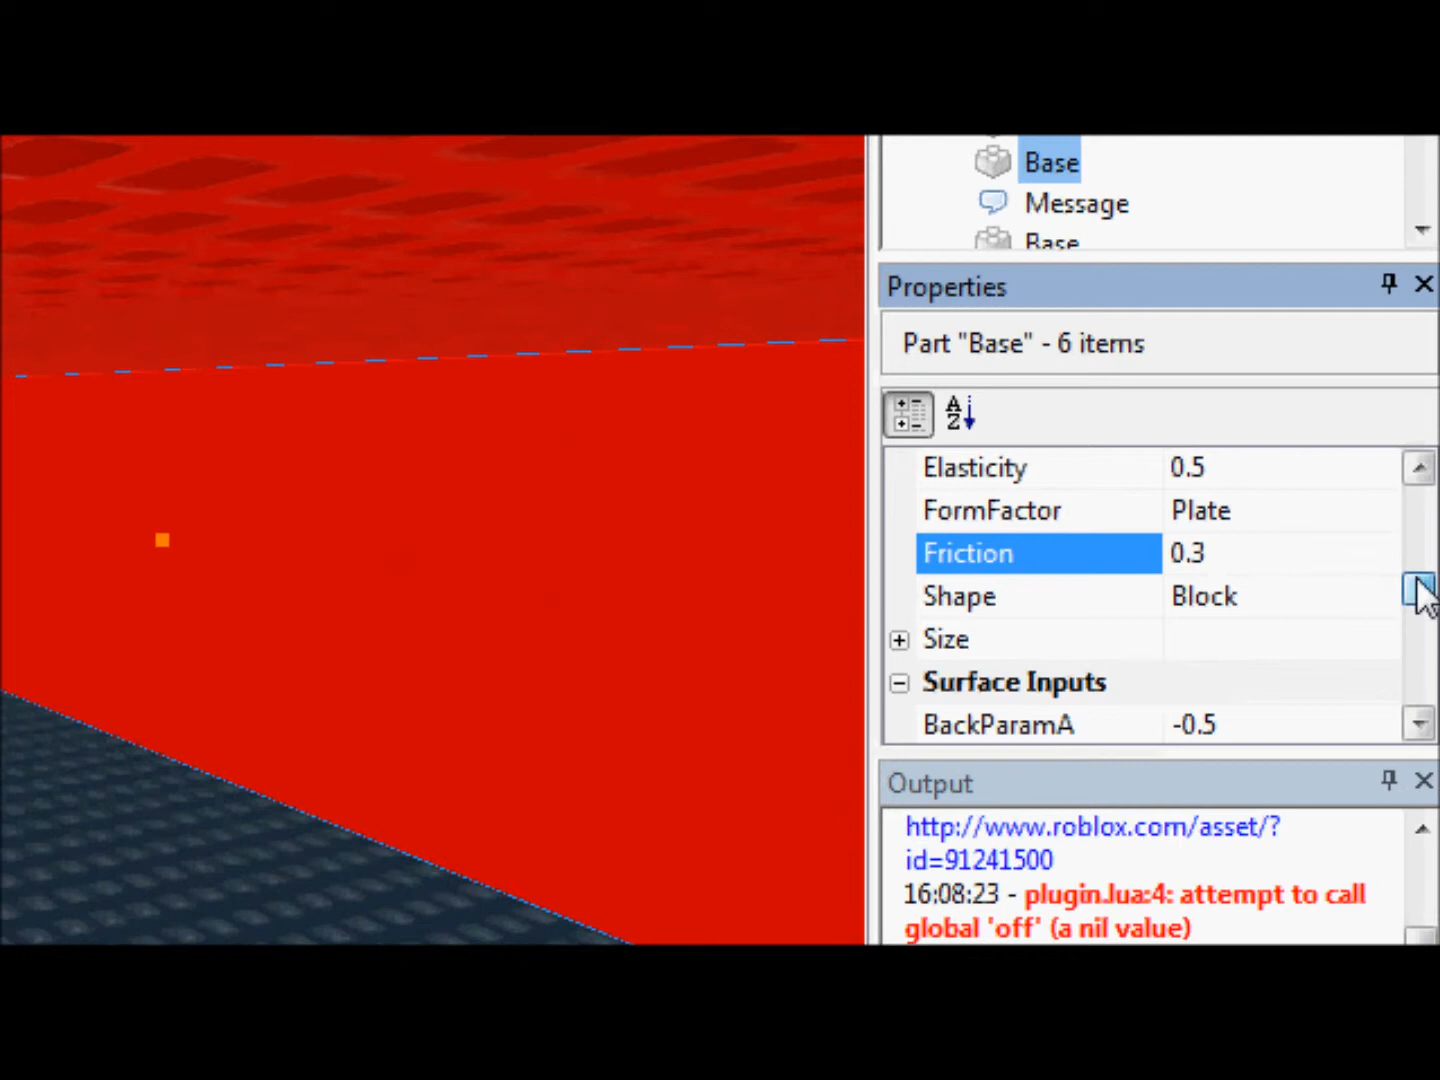 Base
Message
Base
Properties
Part "Base" - 6 items
A
Z
Elasticity 0.5
FormFactor Plate
Friction 0.3
Shape Block
Size
Surface Inputs
BackParamA -0.5
Output
http://www.roblox.com/asset/?
id=91241500
16:08:23 - plugin.lua:4: attempt to call
global 'off' (a nil value)